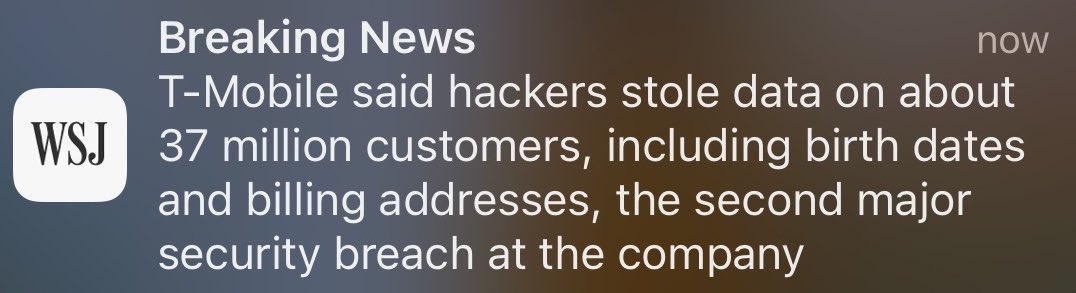 Breaking News
now
T-Mobile said hackers stole data on about
37 million customers, including birth dates
and billing addresses, the second major
security breach at the company
WSJ